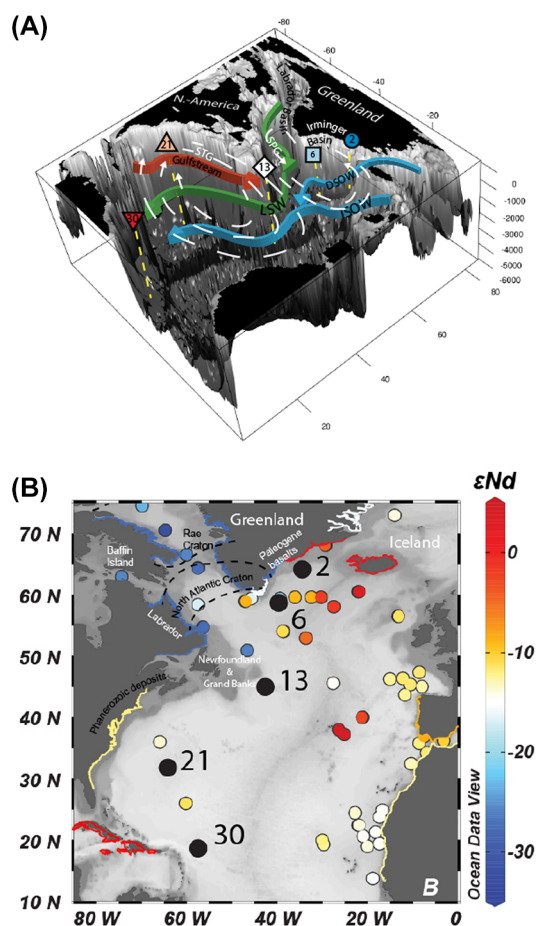 (A)
-80
-60
-40
-20
Labrador Basin
Greenland
N.-America
Irminger
Basin
21
2
6
13
30
STG
SPG
Gulfstream
DSOW
LSW
ISOW
0
-1000
-2000
-3000
-4000
-5000
-6000
80
60
40
20
(B)
εNd
70 N
60 N
50 N
40 N
30 N
20 N
10 N
Greenland
Iceland
Paleogene
basalts
Rae
Craton
Baffin
Island
North Atlantic Craton
Labrador
Newfoundland
&
Grand Banks
Phanerozoic deposits
2
6
13
21
30
B
0
-10
-20
-30
Ocean Data View
80 W
60 W
40 W
20 W
0